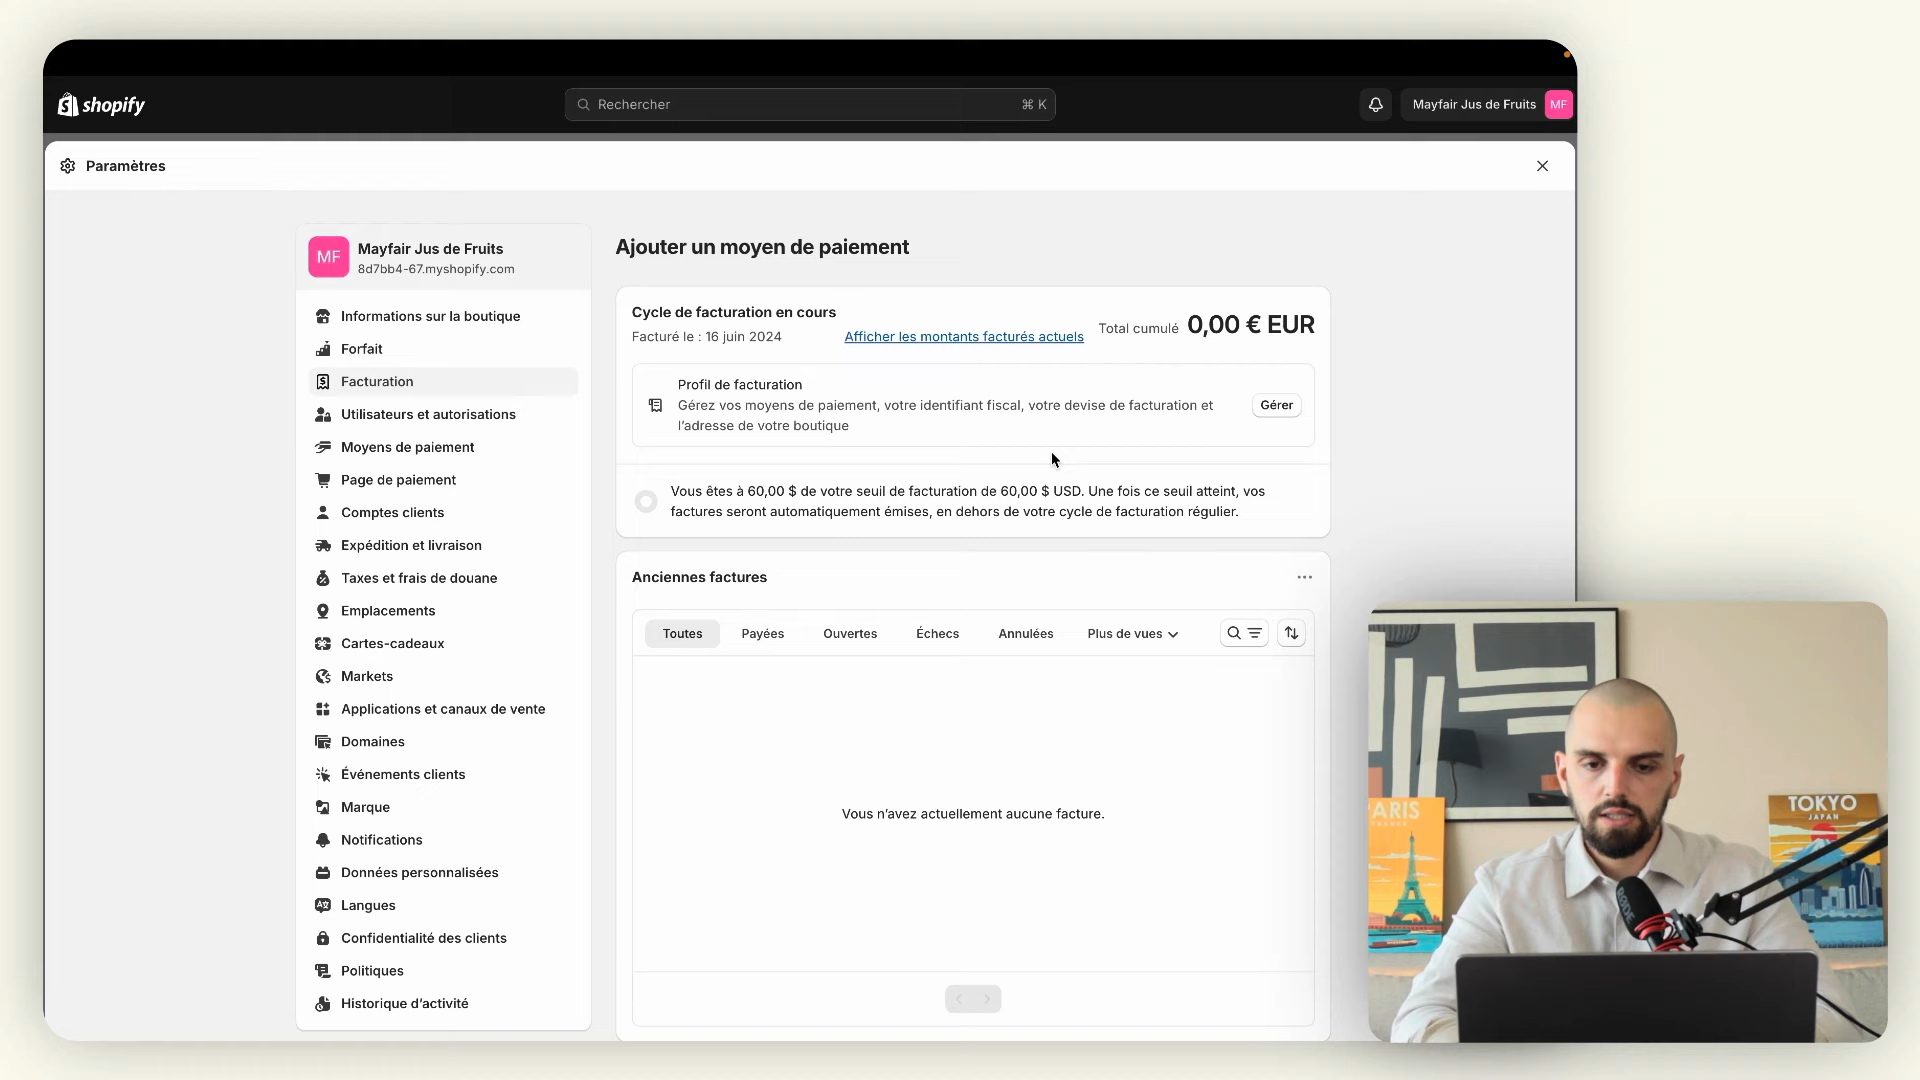 shopify
Rechercher
⌘ K
Mayfair Jus de Fruits
MF
Paramètres
MF
Mayfair Jus de Fruits
8d7bb4-67.myshopify.com
Informations sur la boutique
Forfait
Facturation
Utilisateurs et autorisations
Moyens de paiement
Page de paiement
Comptes clients
Expédition et livraison
Taxes et frais de douane
Emplacements
Cartes-cadeaux
Markets
Applications et canaux de vente
Domaines
Événements clients
Marque
Notifications
Données personnalisées
Langues
Confidentialité des clients
Politiques
Historique d’activité
Ajouter un moyen de paiement
Cycle de facturation en cours
Facturé le : 16 juin 2024
Afficher les montants facturés actuels
Total cumulé 0,00 € EUR
Profil de facturation
Gérez vos moyens de paiement, votre identifiant fiscal, votre devise de facturation et
l’adresse de votre boutique
Gérer
Vous êtes à 60,00 $ de votre seuil de facturation de 60,00 $ USD. Une fois ce seuil atteint, vos
factures seront automatiquement émises, en dehors de votre cycle de facturation régulier.
Anciennes factures
Toutes
Payées
Ouvertes
Échecs
Annulées
Plus de vues
Vous n’avez actuellement aucune facture.
ARIS
TOKYO
JAPAN
RØDE